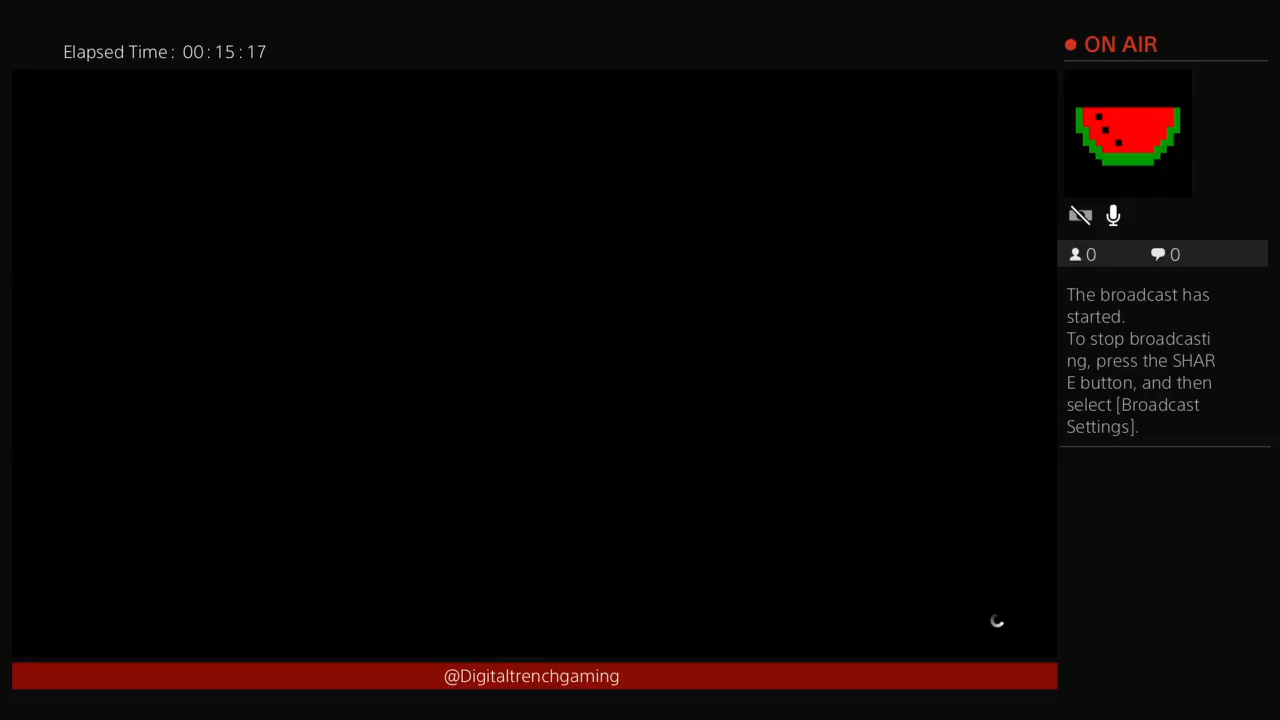 Elapsed Time: 00:15:17
ON AIR
0 0
The broadcast has
started.
To stop broadcasti
ng, press the SHAR
E button, and then
select [Broadcast
Settings].
@Digitaltrenchgaming